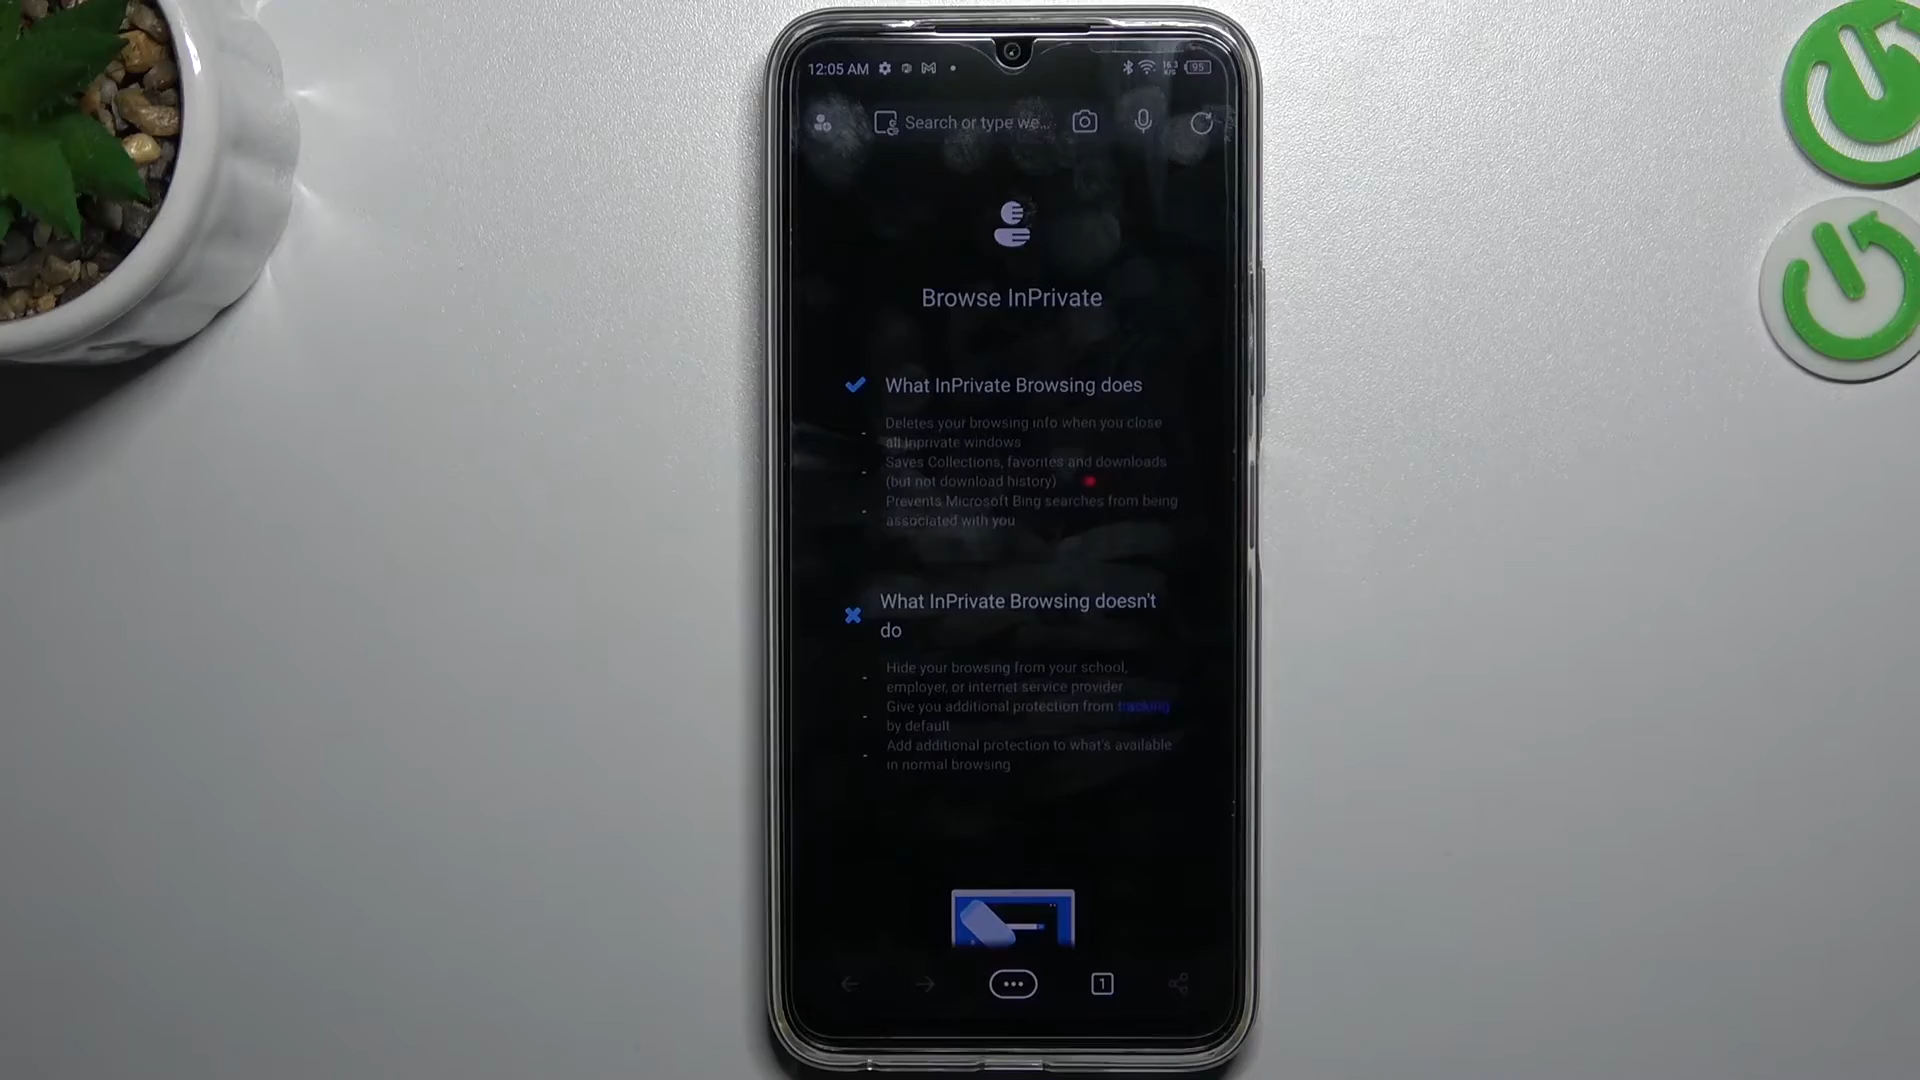 12:05 AM
16.3
K/S
95
Search or type we...
Browse InPrivate
What InPrivate Browsing does
- Deletes your browsing info when you close
all inprivate windows
- Saves Collections, favorites and downloads
(but not download history)
- Prevents Microsoft Bing searches from being
associated with you
What InPrivate Browsing doesn't
do
- Hide your browsing from your school,
employer, or internet service provider
- Give you additional protection from tracking
by default
- Add additional protection to what's available
in normal browsing
1